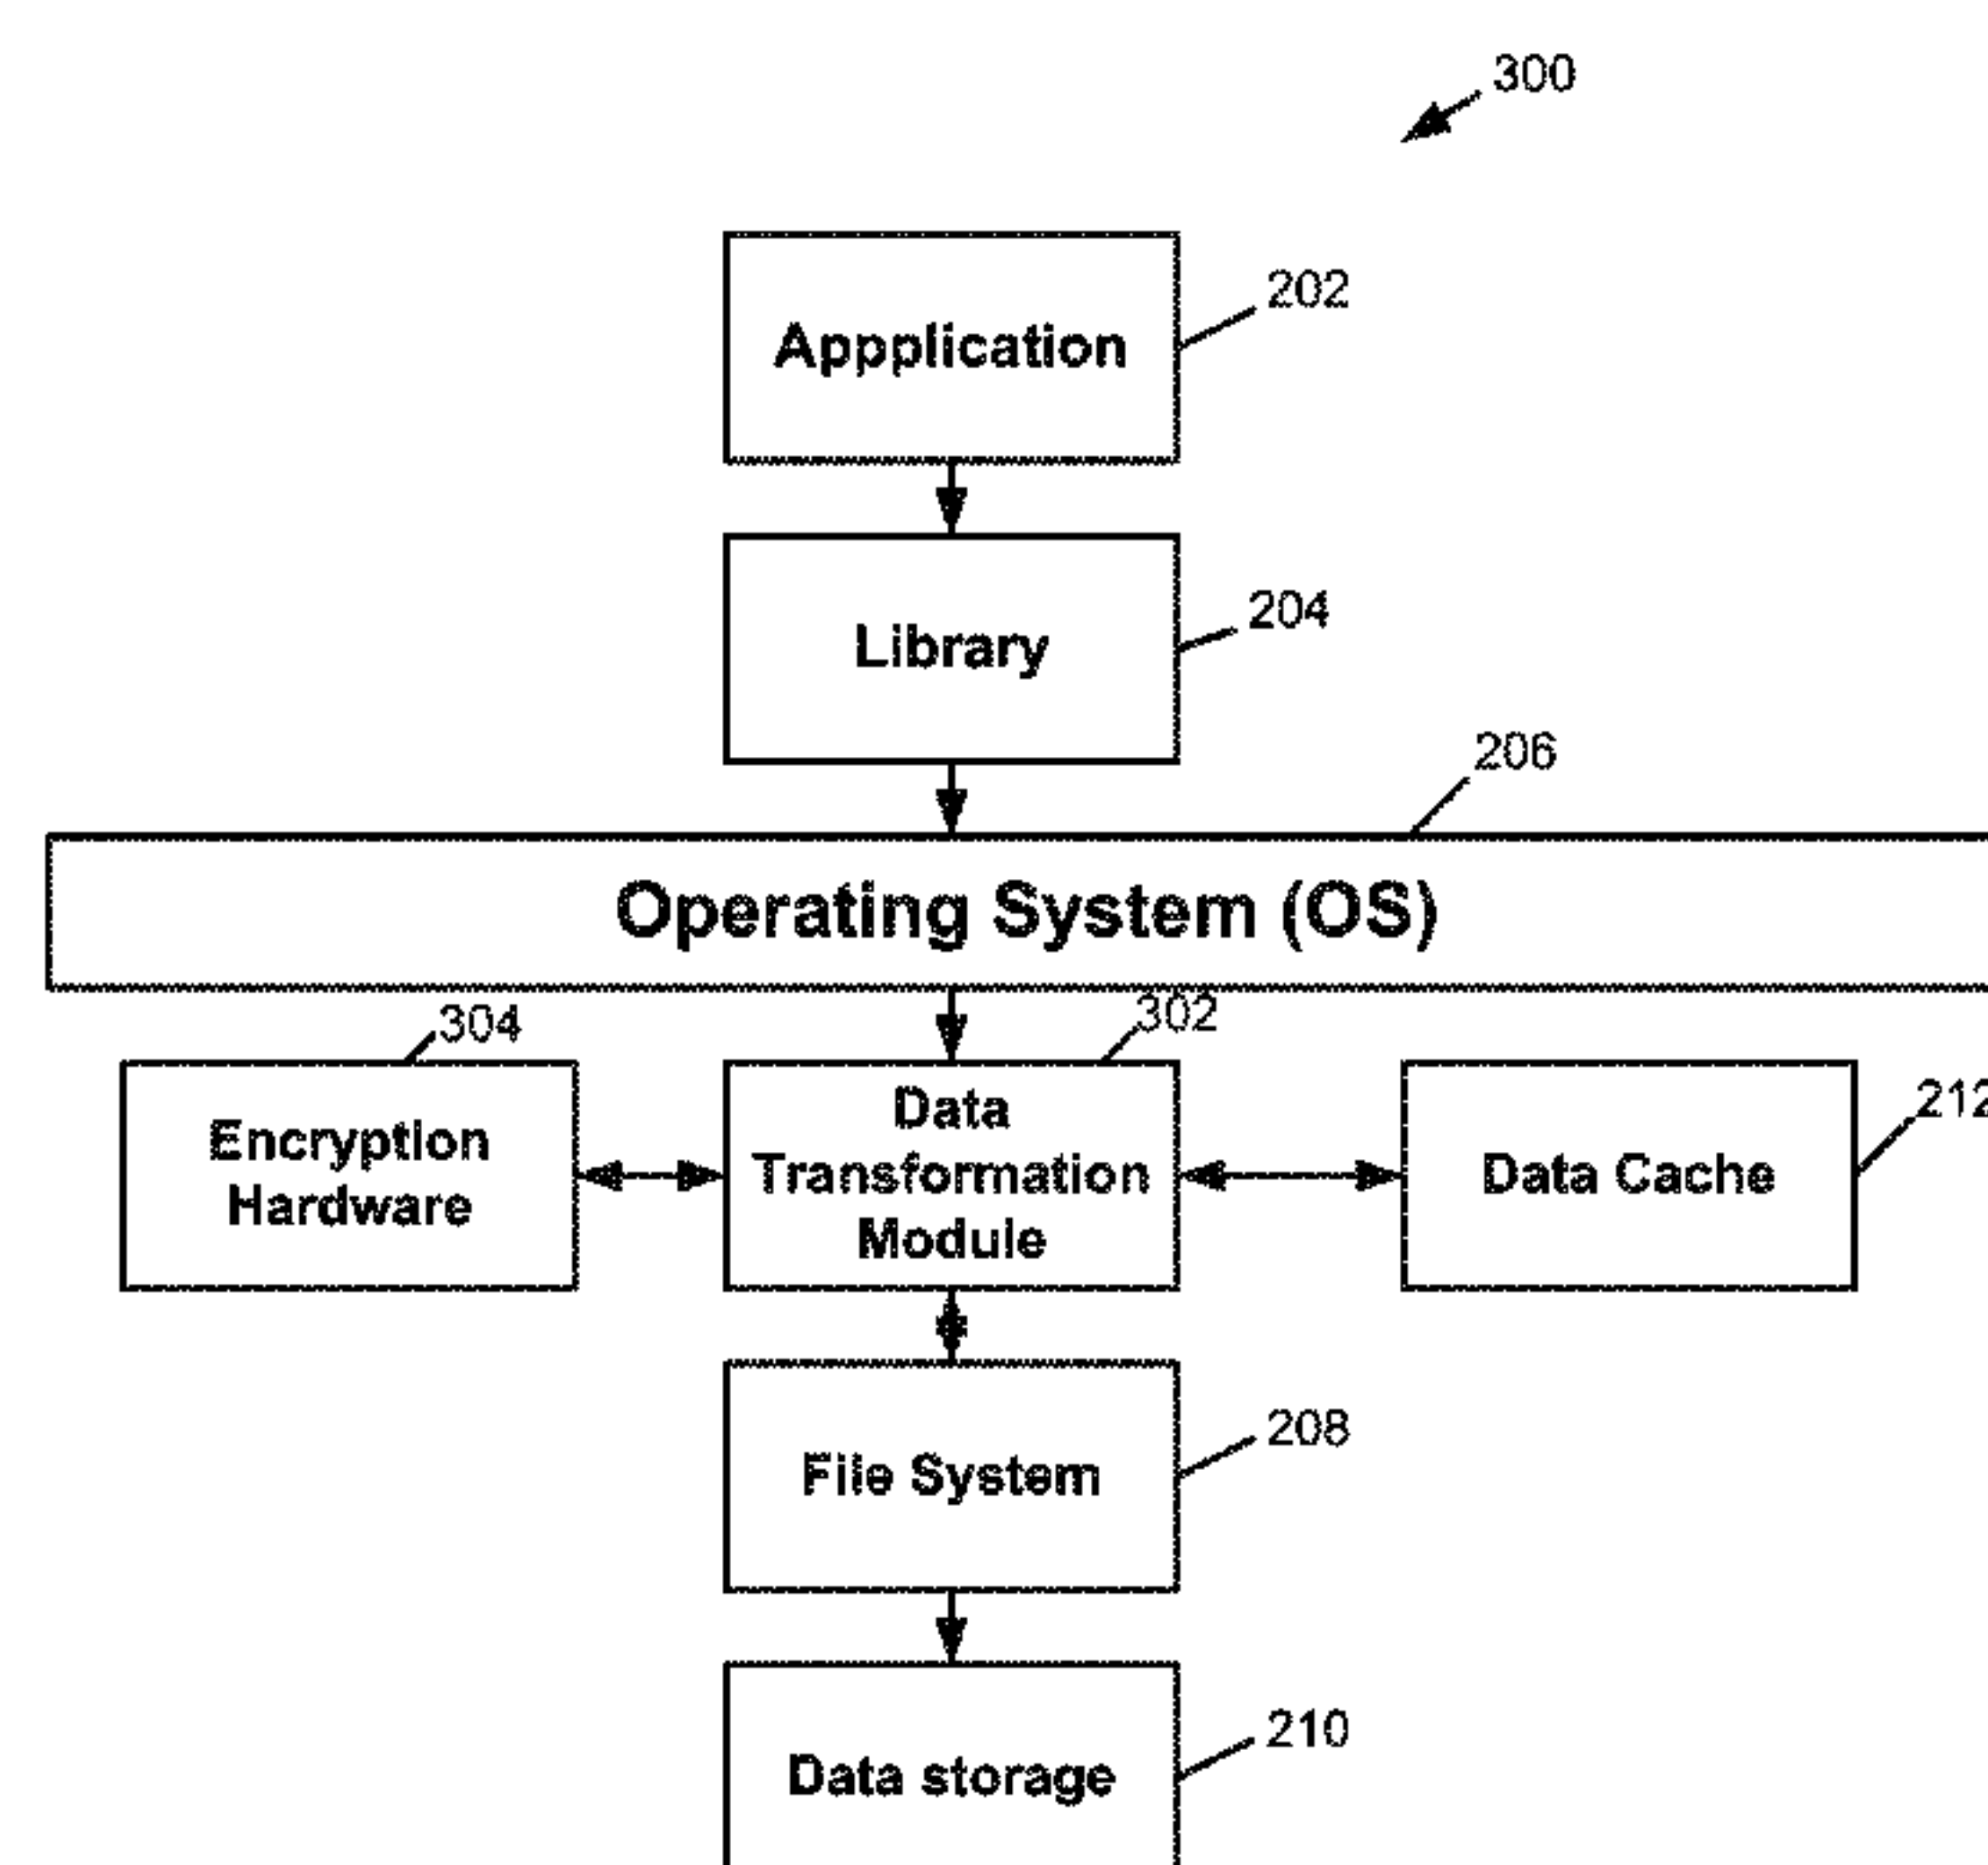 300
Appplication
202
Library
204
206
Operating System (OS)
304
302
Encryption
Hardware
Data
Transformation
Module
Data Cache
212
File System
208
Data storage
210